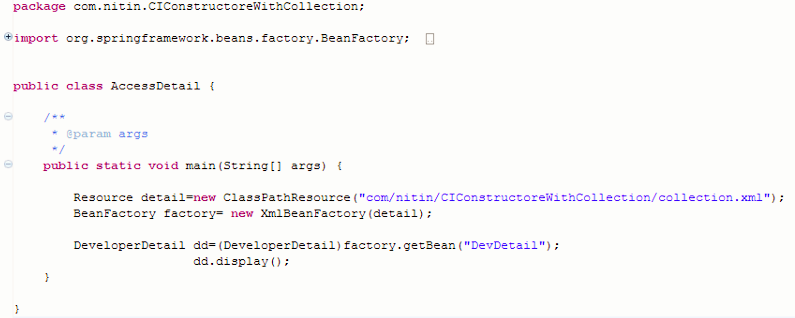 package com.nitin.CIConstructoreWithCollection;
import org.springframework.beans.factory.BeanFactory;
public class AccessDetail {
/**
* @param args
*/
public static void main(String[] args) {
Resource detail=new ClassPathResource("com/nitin/CIConstructoreWithCollection/collection.xml");
BeanFactory factory= new XmlBeanFactory(detail);
DeveloperDetail dd=(DeveloperDetail)factory.getBean("DevDetail");
dd.display();
}
}